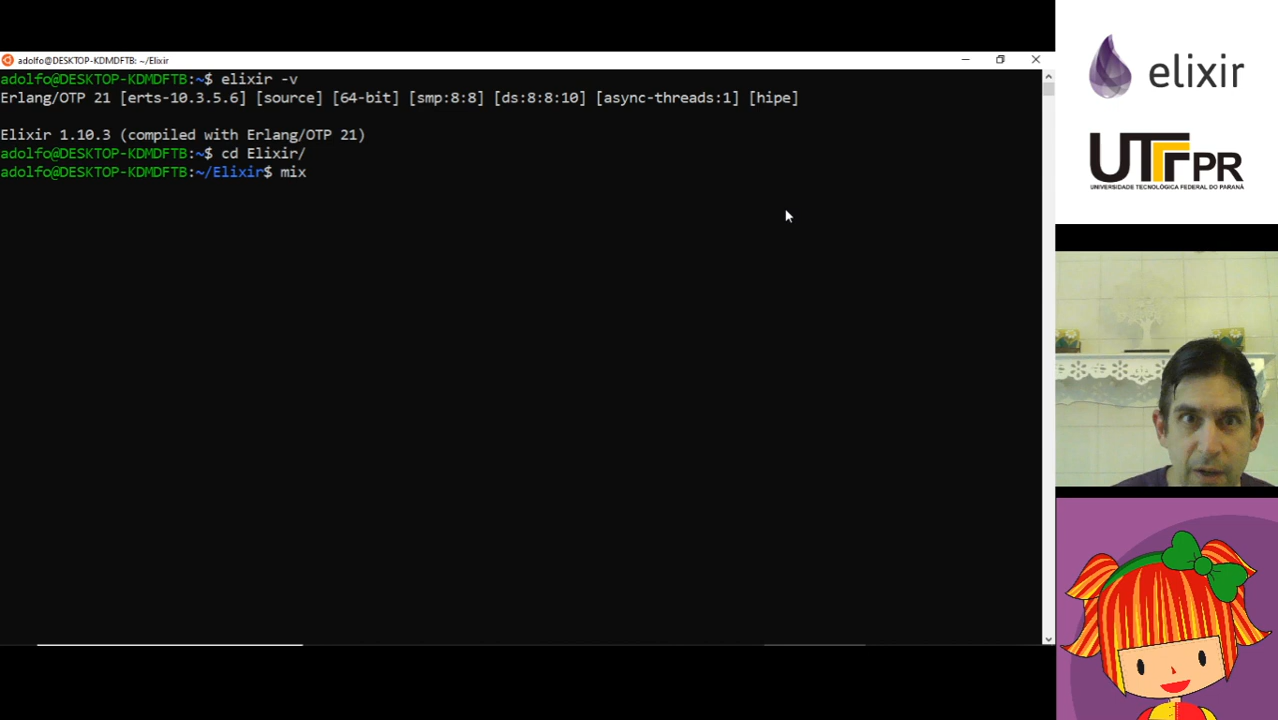 adolfo@DESKTOP-KDMDFTB: ~/Elixir
adolfo@DESKTOP-KDMDFTB:~$ elixir -v
Erlang/OTP 21 [erts-10.3.5.6] [source] [64-bit] [smp:8:8] [ds:8:8:10] [async-threads:1] [hipe]
Elixir 1.10.3 (compiled with Erlang/OTP 21)
adolfo@DESKTOP-KDMDFTB:~$ cd Elixir/
adolfo@DESKTOP-KDMDFTB:~/Elixir$ mix
elixir
UTFPR
UNIVERSIDADE TECNOLÓGICA FEDERAL DO PARANÁ